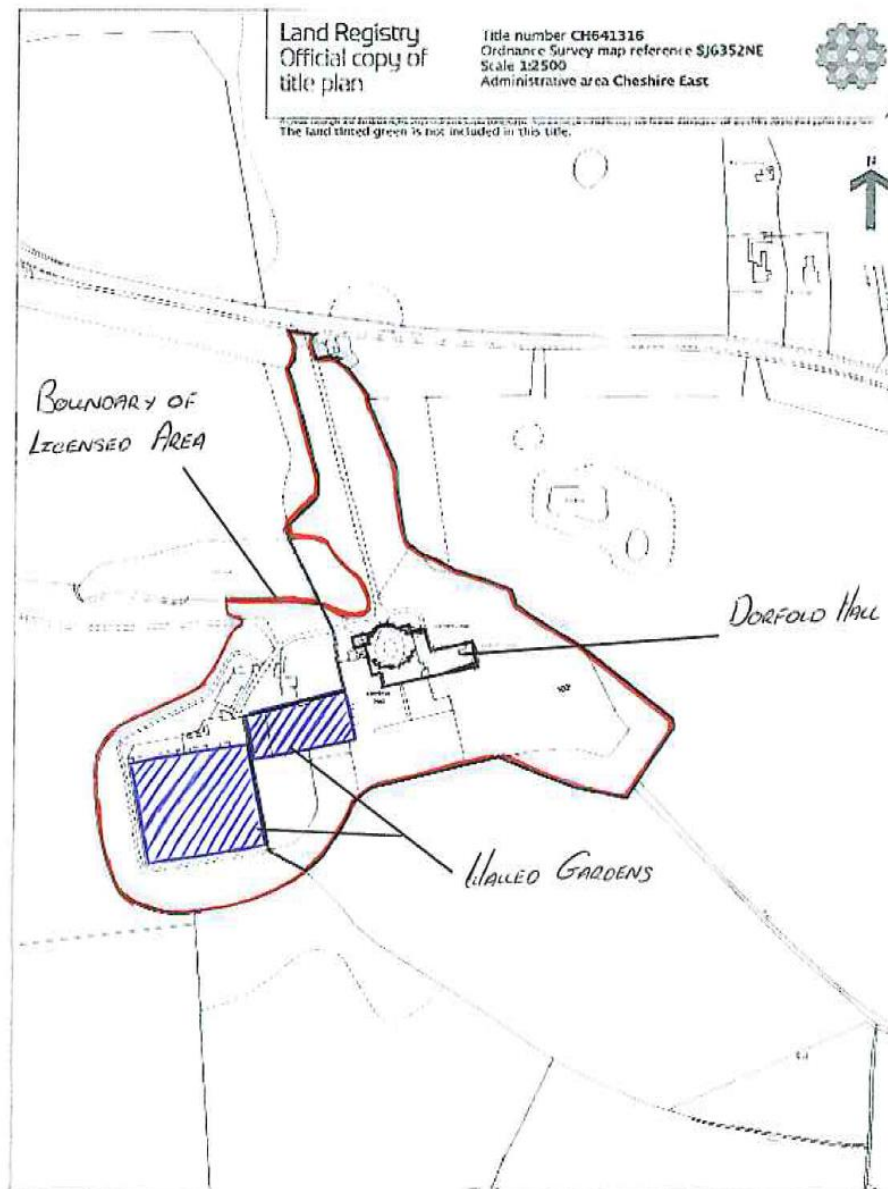 Land Registry
Official copy of
title plan
Title number CH641316
Ordnance Survey map reference SJ6352NE
Scale 1:2500
Administrative area Cheshire East
The land tinted green is not included in this title.
N
BOUNDARY OF
LICENSED AREA
DORFOLD HALL
WALLED GARDENS